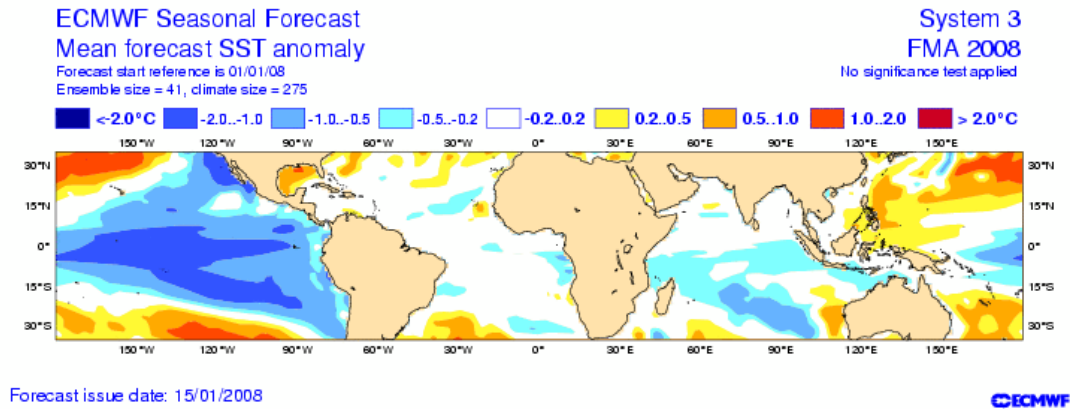 ECMWF Seasonal Forecast
System 3
Mean forecast SST anomaly
FMA 2008
Forecast start reference is 01/01/08
No significance test applied
Ensemble size = 41, climate size = 275
<-2.0°C -2.0..-1.0 -1.0..-0.5 -0.5..-0.2 -0.2..0.2 0.2..0.5 0.5..1.0 1.0..2.0 > 2.0°C
150°W 120°W 90°W 60°W 30°W 0° 30°E 60°E 90°E 120°E 150°E
30°N 30°N
15°N 15°N
0° 0°
15°S 15°S
30°S 30°S
150°W 120°W 90°W 60°W 30°W 0° 30°E 60°E 90°E 120°E 150°E
Forecast issue date: 15/01/2008
ECMWF